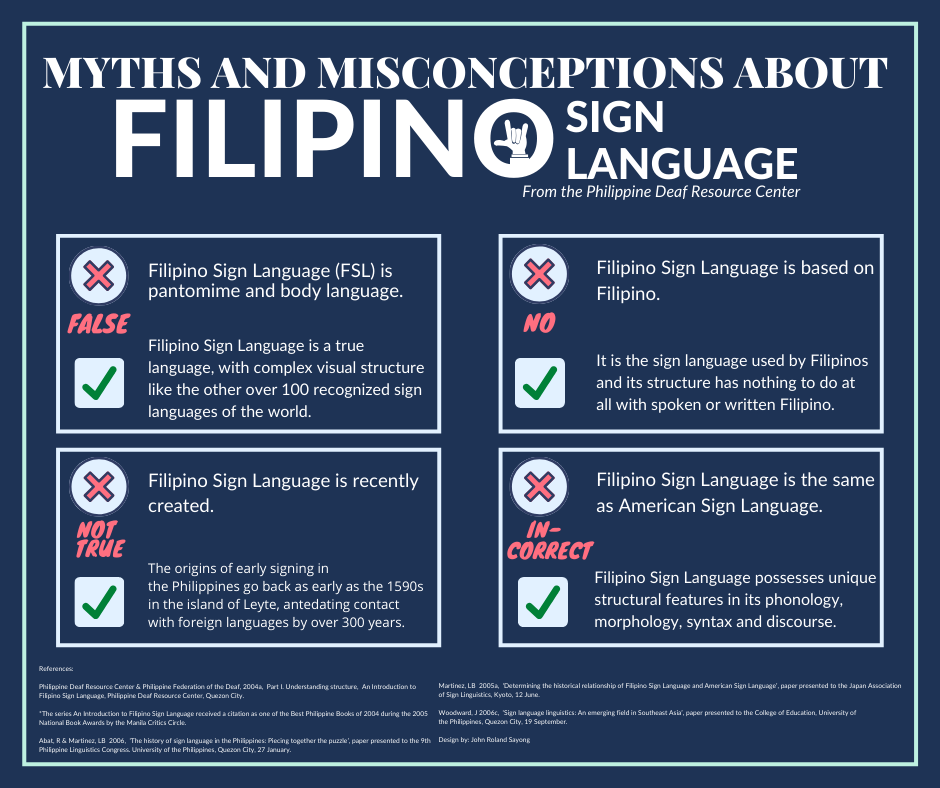 MYTHS AND MISCONCEPTIONS ABOUT
FILIPINO
SIGN
LANGUAGE
From the Philippine Deaf Resource Center
Filipino Sign Language (FSL) is
pantomime and body language.
FALSE
Filipino Sign Language is a true
language, with complex visual structure
like the other over 100 recognized sign
languages of the world.
Filipino Sign Language is based on
Filipino.
NO
It is the sign language used by Filipinos
and its structure has nothing to do at
all with spoken or written Filipino.
Filipino Sign Language is recently
created.
NOT
TRUE
The origins of early signing in
the Philippines go back as early as the 1590s
in the island of Leyte, antedating contact
with foreign languages by over 300 years.
Filipino Sign Language is the same
as American Sign Language.
IN-
CORRECT
Filipino Sign Language possesses unique
structural features in its phonology,
morphology, syntax and discourse.
References:
Philippine Deaf Resource Center & Philippine Federation of the Deaf, 2004a, Part I. Understanding structure, An Introduction to
Filipino Sign Language, Philippine Deaf Resource Center, Quezon City.
*The series An Introduction to Filipino Sign Language received a citation as one of the Best Philippine Books of 2004 during the 2005
National Book Awards by the Manila Critics Circle.
Abat, R & Martinez, LB 2006, 'The history of sign language in the Philippines: Piecing together the puzzle', paper presented to the 9th
Philippine Linguistics Congress. University of the Philippines, Quezon City, 27 January.
Martinez, LB 2005a, 'Determining the historical relationship of Filipino Sign Language and American Sign Language', paper presented to the Japan Association
of Sign Linguistics, Kyoto, 12 June.
Woodward, J 2006c, 'Sign language linguistics: An emerging field in Southeast Asia', paper presented to the College of Education, University of
the Philippines, Quezon City, 19 September.
Design by: John Roland Sayong